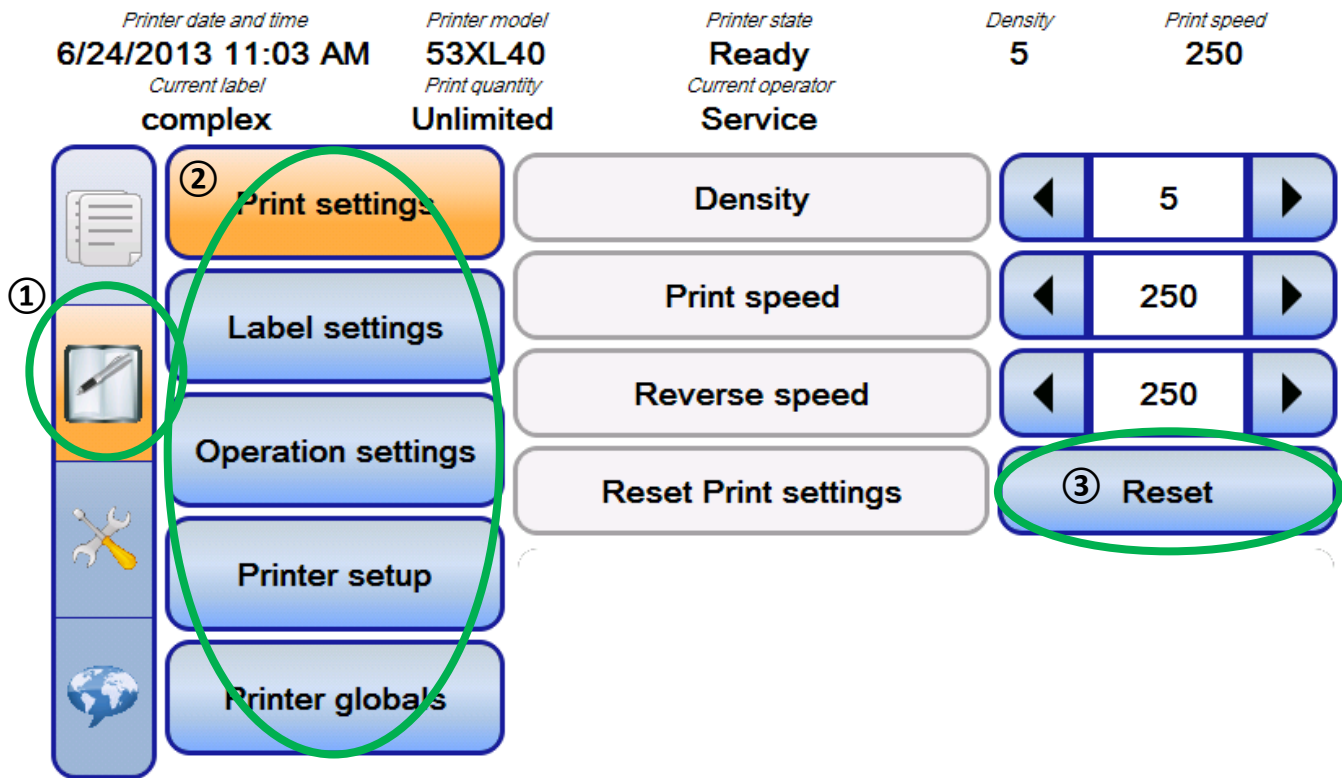 Printer date and time Printer model Printer state Density Print speed
6/24/2013 11:03 AM 53XL40 Ready 5 250
Current label Print quantity Current operator
complex Unlimited Service
② Print settings Density 5
① Label settings Print speed 250
Operation settings Reverse speed 250
Reset Print settings ③ Reset
Printer setup
Printer globals